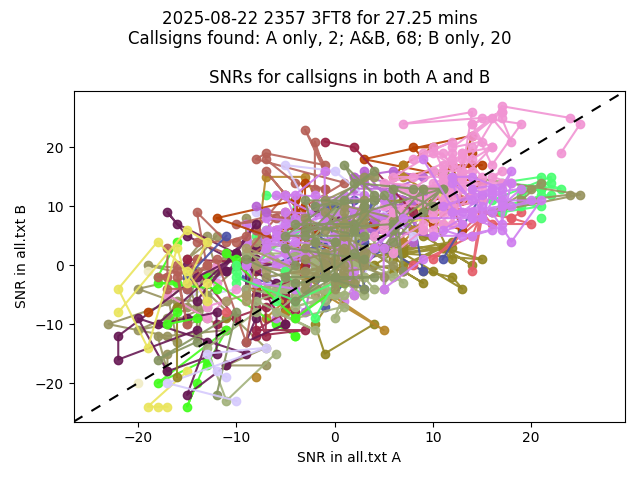 2025-08-22 2357 3FT8 for 27.25 mins
Callsigns found: A only, 2; A&B, 68; B only, 20
SNRs for callsigns in both A and B
SNR in all.txt B
20
10
0
−10
−20
−20
−10
0
10
20
SNR in all.txt A